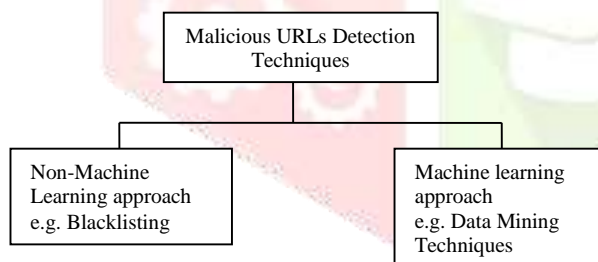 Malicious URLs Detection
Techniques
Non-Machine
Learning approach
e.g. Blacklisting
Machine learning
approach
e.g. Data Mining
Techniques